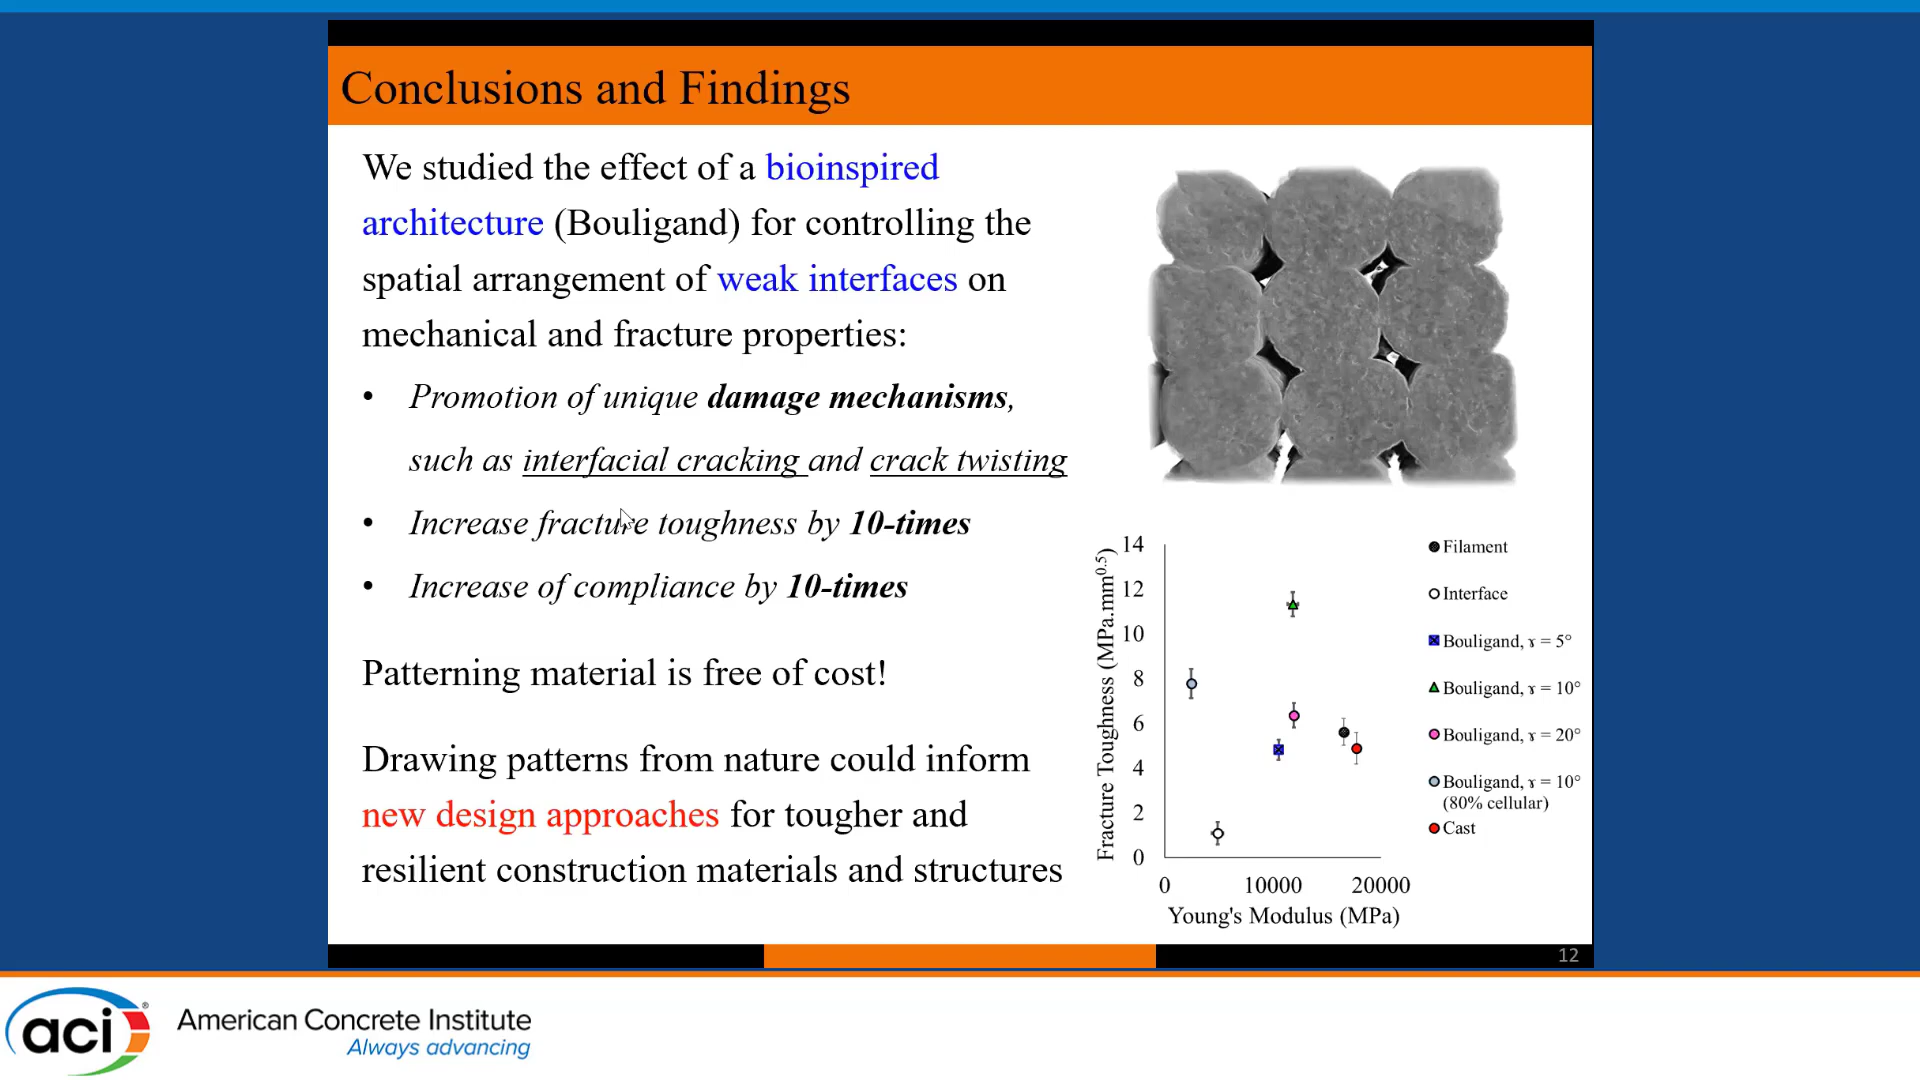 Conclusions and Findings
We studied the effect of a bioinspired
architecture (Bouligand) for controlling the
spatial arrangement of weak interfaces on
mechanical and fracture properties:
• Promotion of unique damage mechanisms,
such as interfacial cracking and crack twisting
• Increase fracture toughness by 10-times
• Increase of compliance by 10-times
Patterning material is free of cost!
Drawing patterns from nature could inform
new design approaches for tougher and
resilient construction materials and structures
Fracture Toughness (MPa.mm0.5)
14
12
10
8
6
4
2
0
0 10000 20000
Young's Modulus (MPa)
Filament
Interface
Bouligand, ɤ = 5°
Bouligand, ɤ = 10°
Bouligand, ɤ = 20°
Bouligand, ɤ = 10°
(80% cellular)
Cast
12
aci®
American Concrete Institute
Always advancing